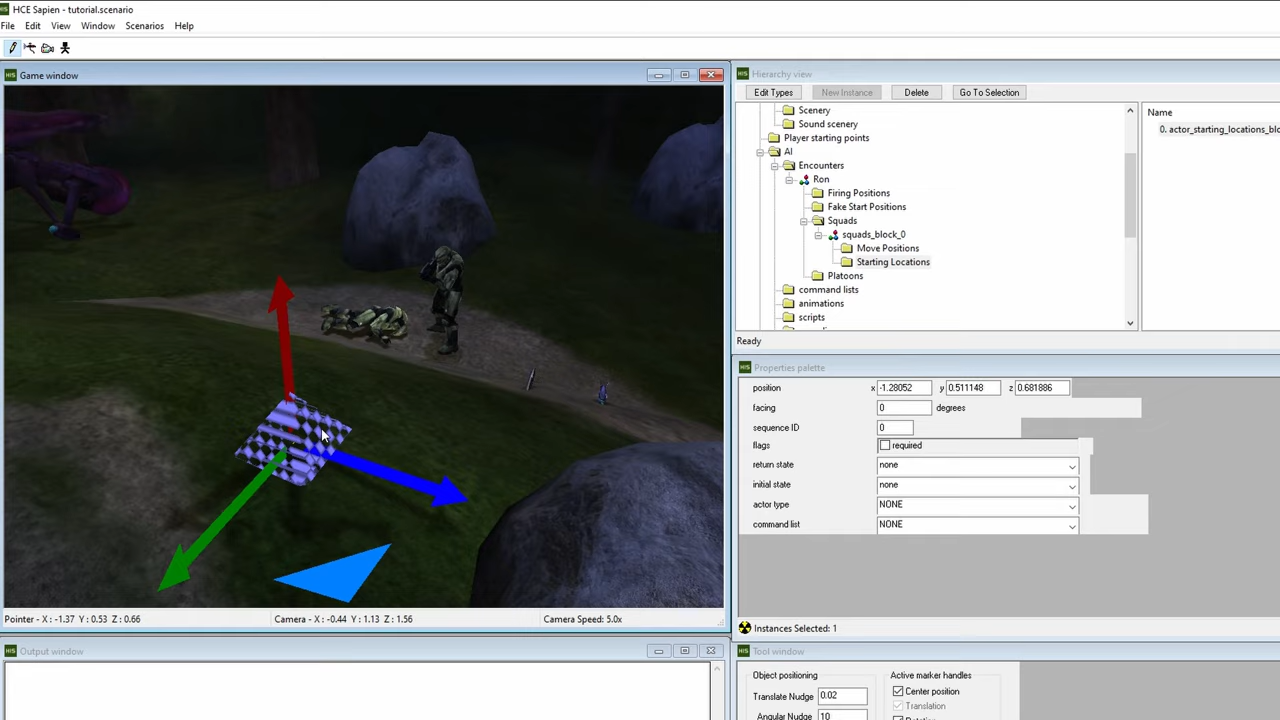 HCE Sapien - tutorial.scenario
File Edit View Window Scenarios Help
Game window
Pointer - X : -1.37 Y : 0.53 Z : 0.66
Camera - X : -0.44 Y : 1.13 Z : 1.56
Camera Speed: 5.0x
Output window
Hierarchy view
Edit Types New Instance Delete Go To Selection
Scenery
Sound scenery
Player starting points
AI
Encounters
Ron
Firing Positions
Fake Start Positions
Squads
squads_block_0
Move Positions
Starting Locations
Platoons
command lists
animations
scripts
Name
0. actor_starting_locations_blo
Ready
Properties palette
position x -1.28052 y 0.511148 z 0.681886
facing 0 degrees
sequence ID 0
flags required
return state none
initial state none
actor type NONE
command list NONE
Instances Selected: 1
Tool window
Object positioning
Translate Nudge 0.02
Angular Nudge 10
Active marker handles
Center position
Translation